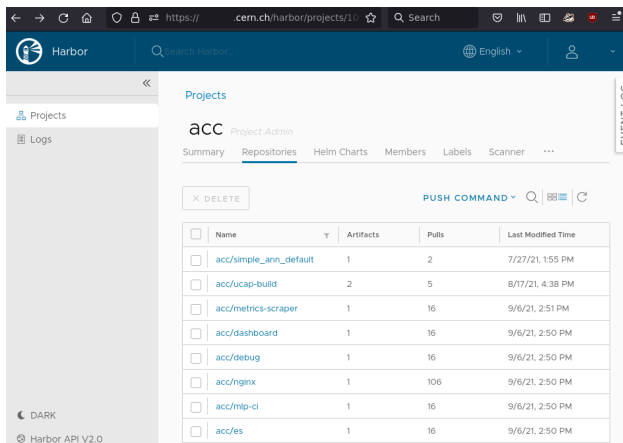 https:// .cern.ch/harbor/projects/10
Search
Harbor
Search Harbor...
English
Projects
Logs
DARK
Harbor API V2.0
Projects
acc Project Admin
Summary Repositories Helm Charts Members Labels Scanner ...
DELETE
PUSH COMMAND
Name Artifacts Pulls Last Modified Time
acc/simple_ann_default 1 2 7/27/21, 1:55 PM
acc/ucap-build 2 5 8/17/21, 4:38 PM
acc/metrics-scraper 1 16 9/6/21, 2:51 PM
acc/dashboard 1 16 9/6/21, 2:50 PM
acc/debug 1 16 9/6/21, 2:50 PM
acc/nginx 1 106 9/6/21, 2:50 PM
acc/mlp-ci 1 16 9/6/21, 2:50 PM
acc/es 1 16 9/6/21, 2:50 PM